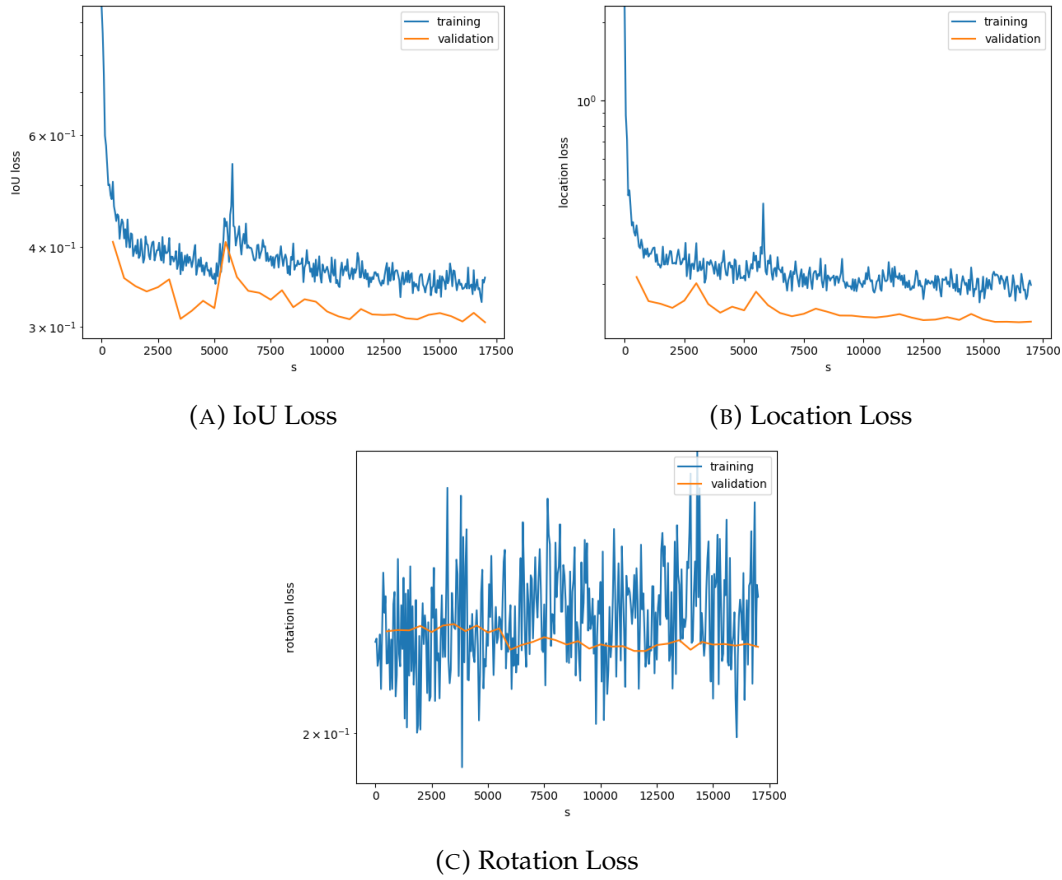 training
validation
6 × 10⁻¹
4 × 10⁻¹
3 × 10⁻¹
IoU loss
0 2500 5000 7500 10000 12500 15000 17500
s
(A) IoU Loss
training
validation
10⁰
location loss
0 2500 5000 7500 10000 12500 15000 17500
s
(B) Location Loss
training
validation
rotation loss
2 × 10⁻¹
0 2500 5000 7500 10000 12500 15000 17500
s
(C) Rotation Loss